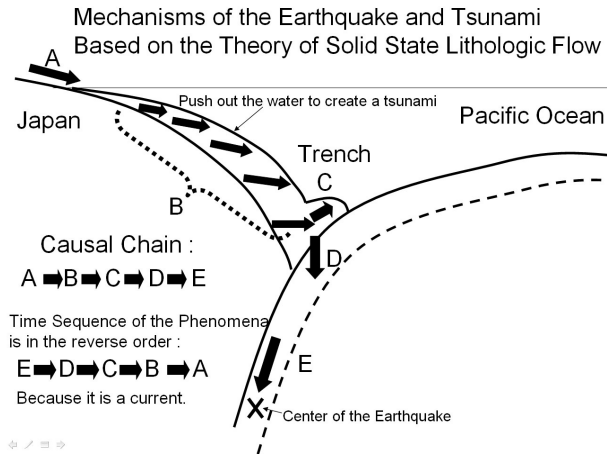 Mechanisms of the Earthquake and Tsunami
Based on the Theory of Solid State Lithologic Flow
A
Push out the water to create a tsunami
Japan
Pacific Ocean
Trench
C
B
D
Causal Chain :
A ➡ B ➡ C ➡ D ➡ E
Time Sequence of the Phenomena
is in the reverse order :
E ➡ D ➡ C ➡ B ➡ A
E
Because it is a current.
X
Center of the Earthquake